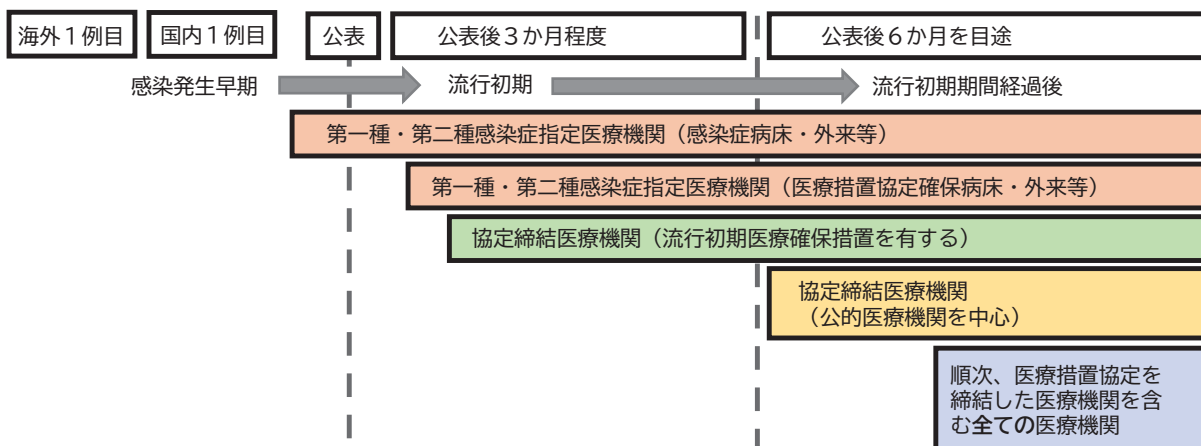 海外1例目
国内1例目
公表
公表後3か月程度
公表後6か月を目途
感染発生早期
流行初期
流行初期期間経過後
第一種・第二種感染症指定医療機関（感染症病床・外来等）
第一種・第二種感染症指定医療機関（医療措置協定確保病床・外来等）
協定締結医療機関（流行初期医療確保措置を有する）
協定締結医療機関
（公的医療機関を中心）
順次、医療措置協定を
締結した医療機関を含
む全ての医療機関